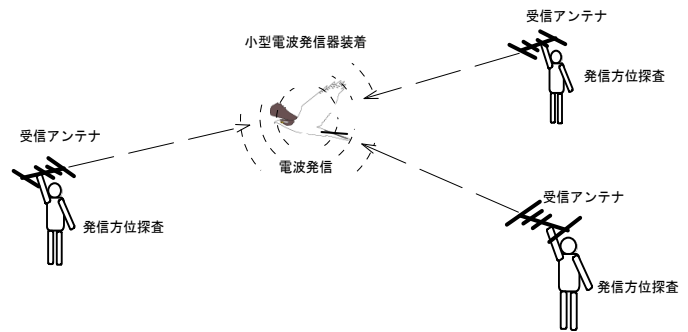 受信アンテナ
小型電波発信器装着
発信方位探査
受信アンテナ
電波発信
受信アンテナ
発信方位探査
発信方位探査